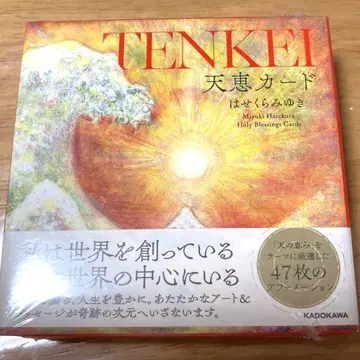 TENKEI
天恵カード
はせくらみゆき
Miyuki Hasekura
Holy Blessings Cards
私は世界を創っている
世界の中心にいる
「天の恵み」を
テーマに厳選した
47枚の
アファメーション
人生を豊かに。あたたかなアート&
セージが奇跡の次元へいざないます。
KADOKAWA